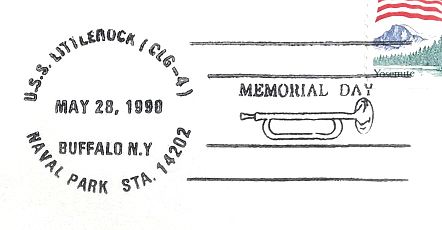 U.S.S. LITTLEROCK (CLG-4)
MAY 28, 1990
BUFFALO N.Y
NAVAL PARK STA. 14202
MEMORIAL DAY
Yosemite